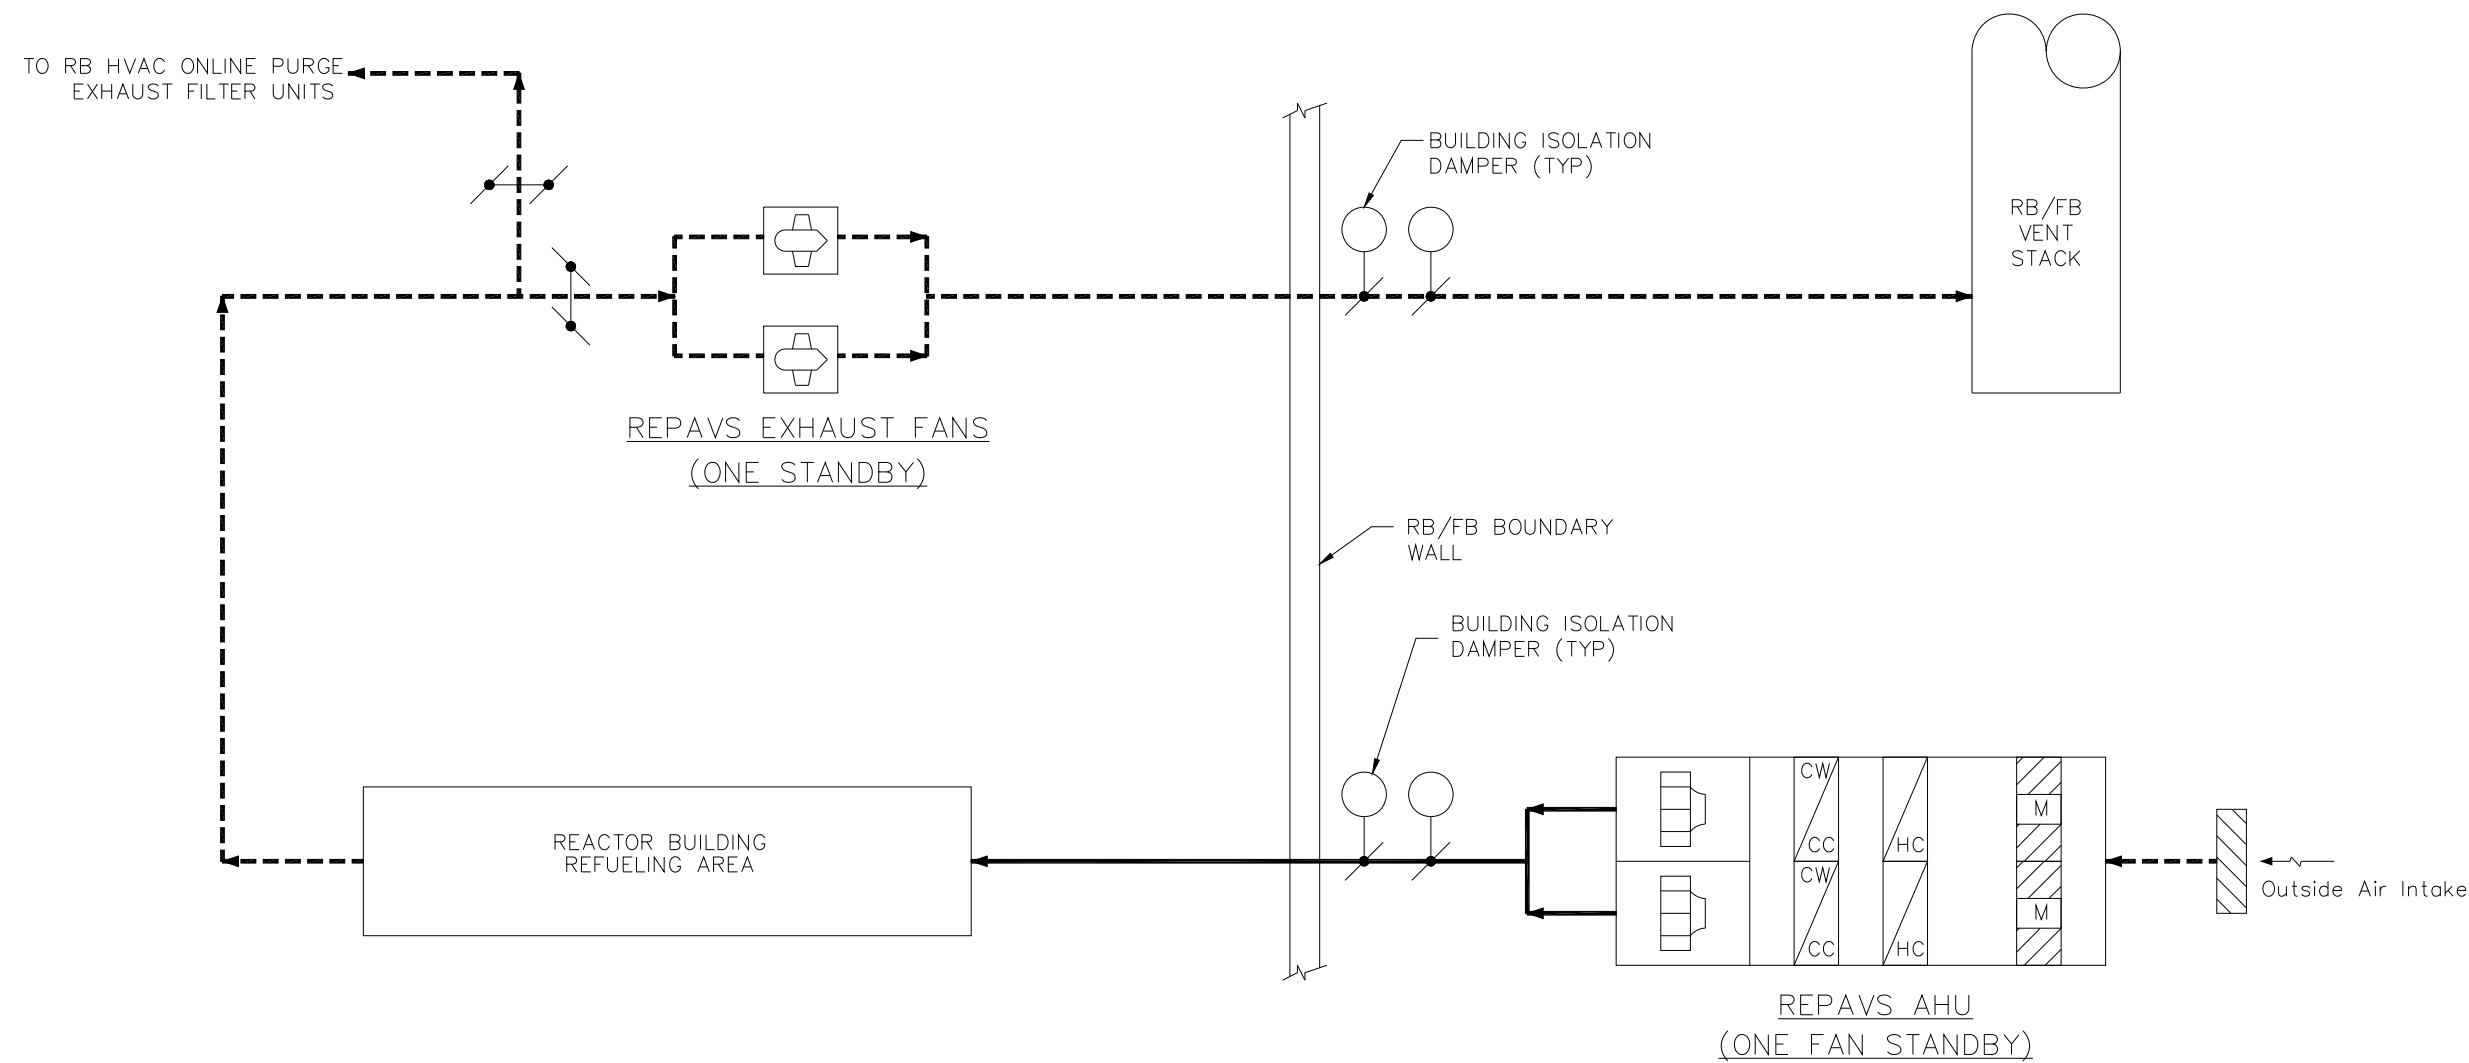 TO RB HVAC ONLINE PURGE
EXHAUST FILTER UNITS
BUILDING ISOLATION
DAMPER (TYP)
RB/FB
VENT
STACK
REPAVS EXHAUST FANS
(ONE STANDBY)
RB/FB BOUNDARY
WALL
BUILDING ISOLATION
DAMPER (TYP)
REACTOR BUILDING
REFUELING AREA
CW
CC
HC
M
CW
CC
HC
M
Outside Air Intake
REPAVS AHU
(ONE FAN STANDBY)